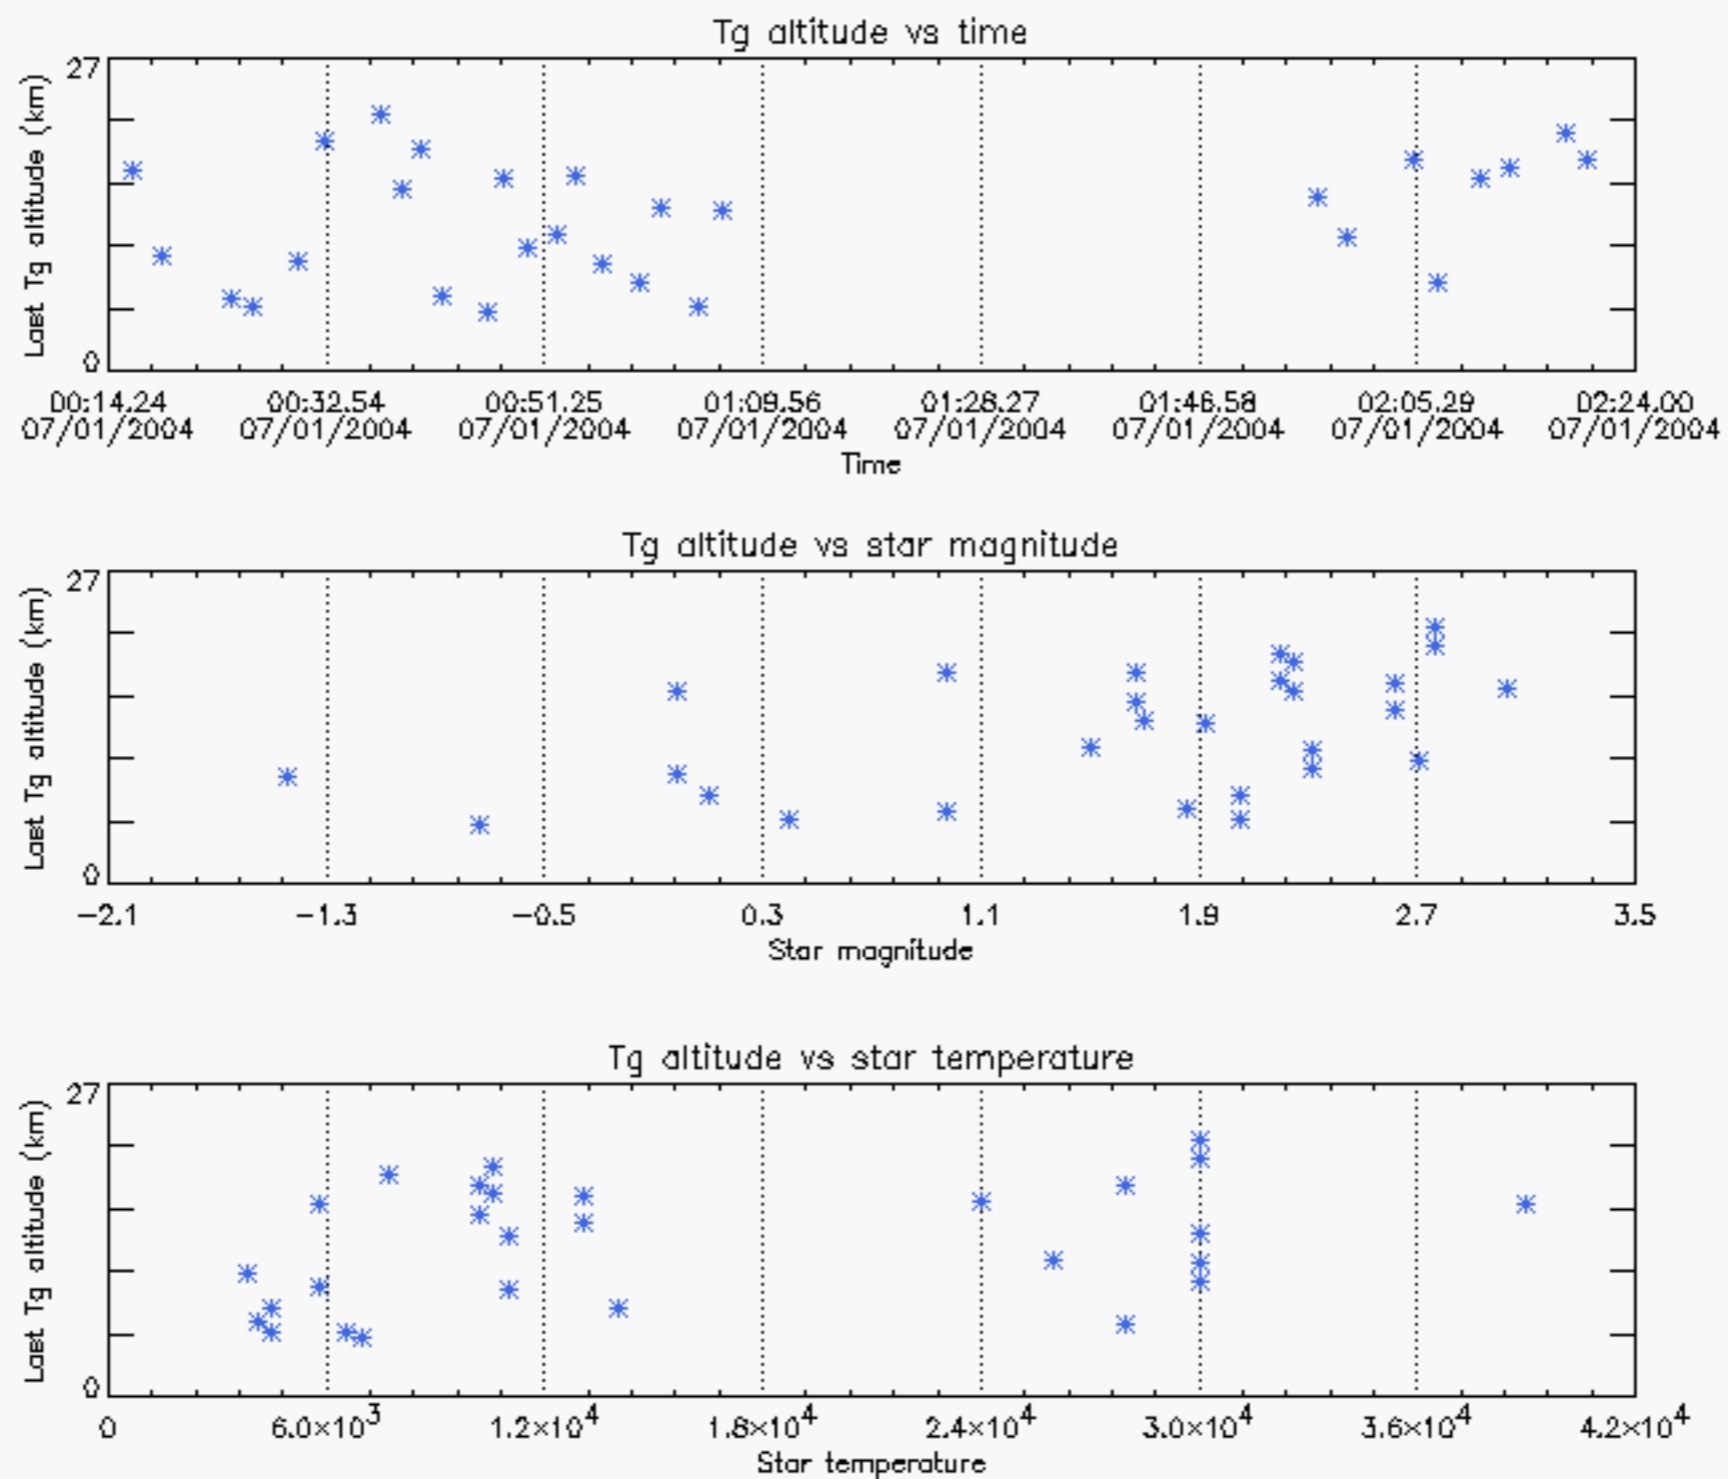 Tg altitude vs time
27
Last Tg altitude (km)
0
00:14.24 00:32.54 00:51.25 01:09.56 01:28.27 01:46.58 02:05.29 02:24.00
07/01/2004 07/01/2004 07/01/2004 07/01/2004 07/01/2004 07/01/2004 07/01/2004 07/01/2004
Time
Tg altitude vs star magnitude
27
Last Tg altitude (km)
0
−2.1 −1.3 −0.5 0.3 1.1 1.9 2.7 3.5
Star magnitude
Tg altitude vs star temperature
27
Last Tg altitude (km)
0
0 6.0×10³ 1.2×10⁴ 1.8×10⁴ 2.4×10⁴ 3.0×10⁴ 3.6×10⁴ 4.2×10⁴
Star temperature